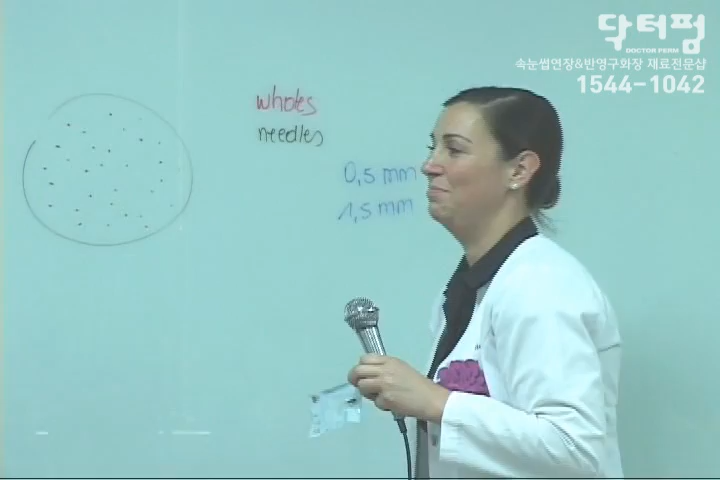 닥터펌
DOCTOR PERM
속눈썹연장&반영구화장 재료전문샵
1544-1042
wholes
needles
0,5 mm
1,5 mm